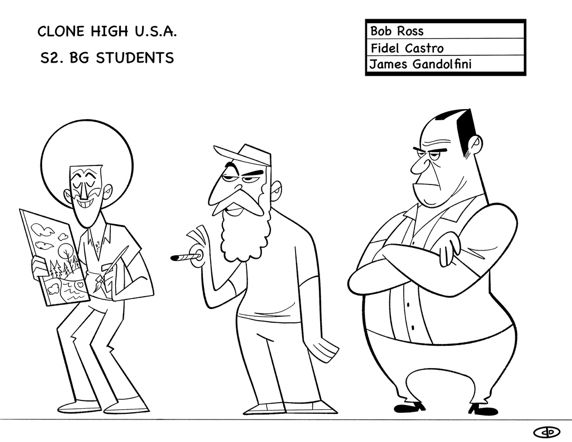 CLONE HIGH U.S.A.
S2. BG STUDENTS
Bob Ross
Fidel Castro
James Gandolfini